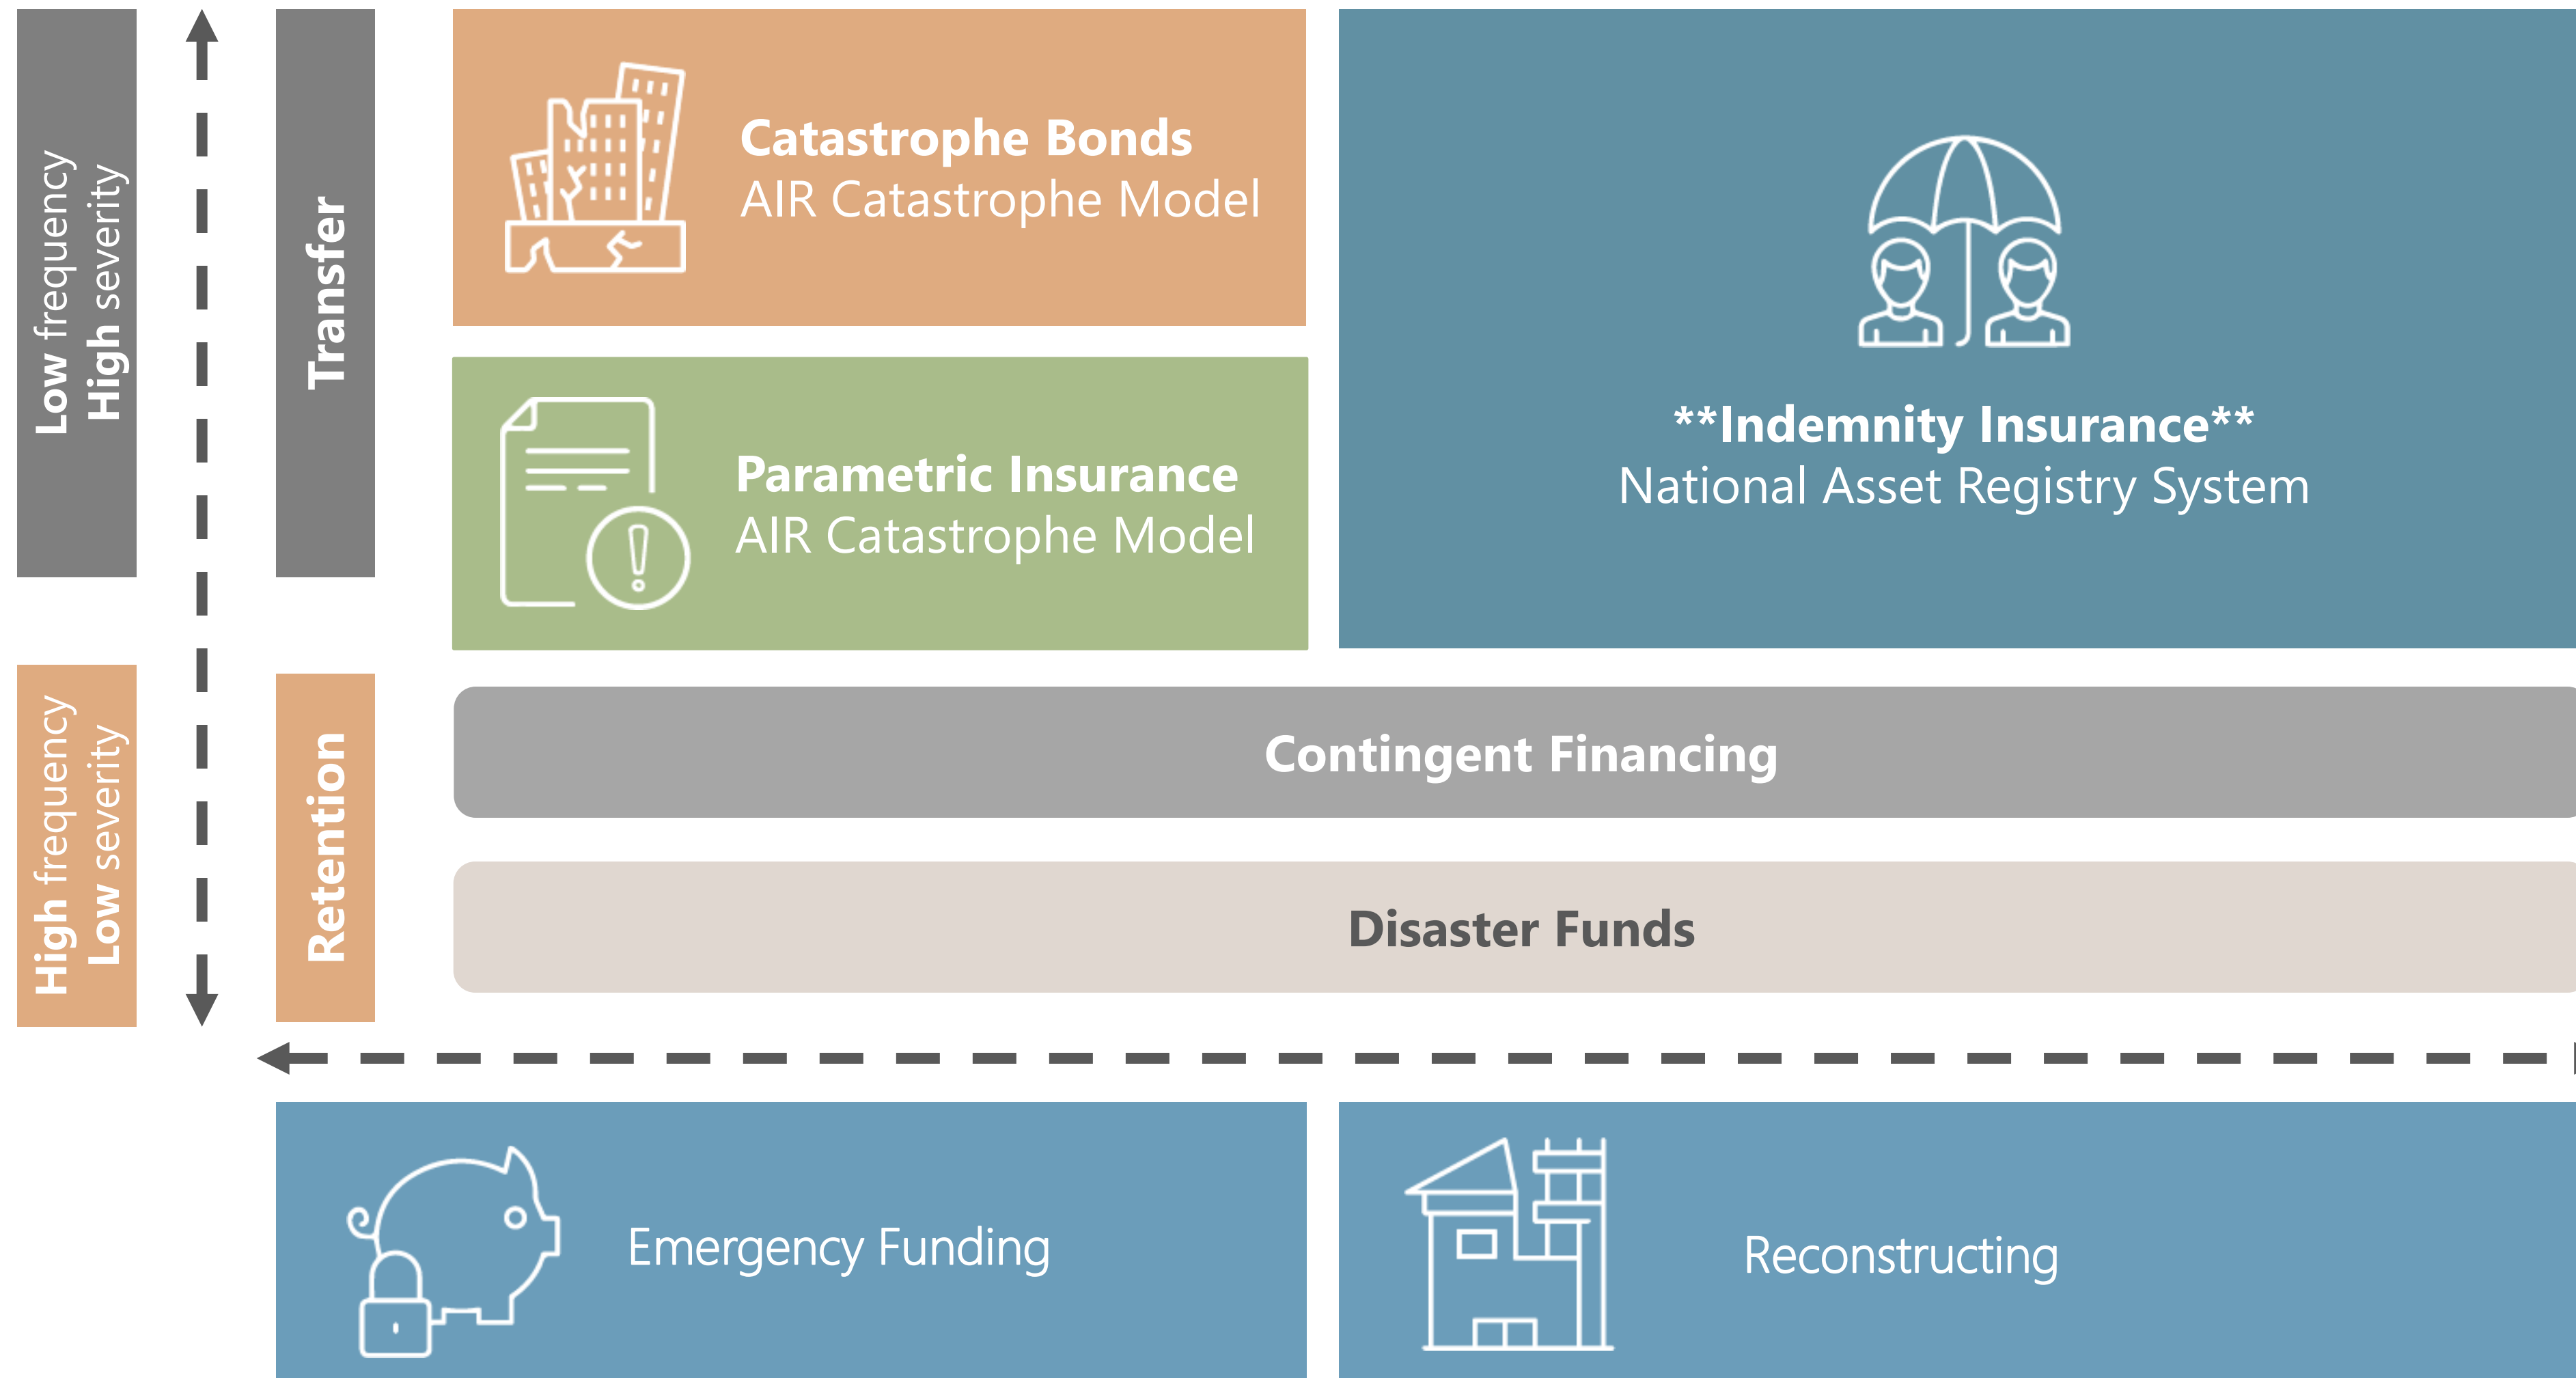 Low frequency
High severity
Transfer
Catastrophe Bonds
AIR Catastrophe Model
**Indemnity Insurance**
National Asset Registry System
Parametric Insurance
AIR Catastrophe Model
High frequency
Low severity
Retention
Contingent Financing
Disaster Funds
Emergency Funding
Reconstructing